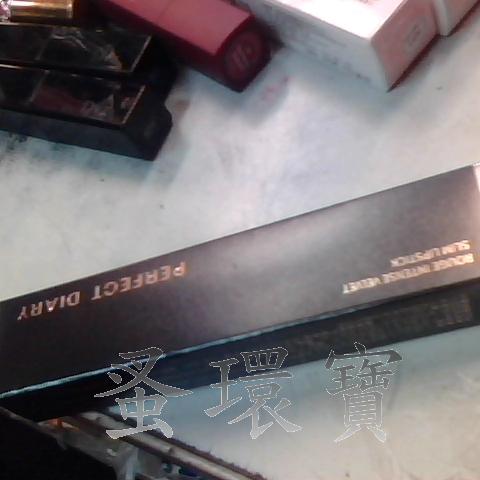 PERFECT DIARY
ROUGE INTENSE VELVET
SLIM LIPSTICK
蚤環寶